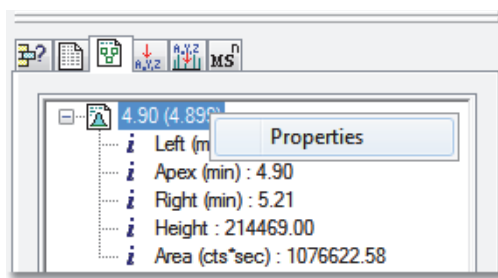 A,Y,Z A,Y,Z MSn
4.90 (4.899)
Properties
i Left (m
i Apex (min) : 4.90
i Right (min) : 5.21
i Height : 214469.00
i Area (cts*sec) : 1076622.58